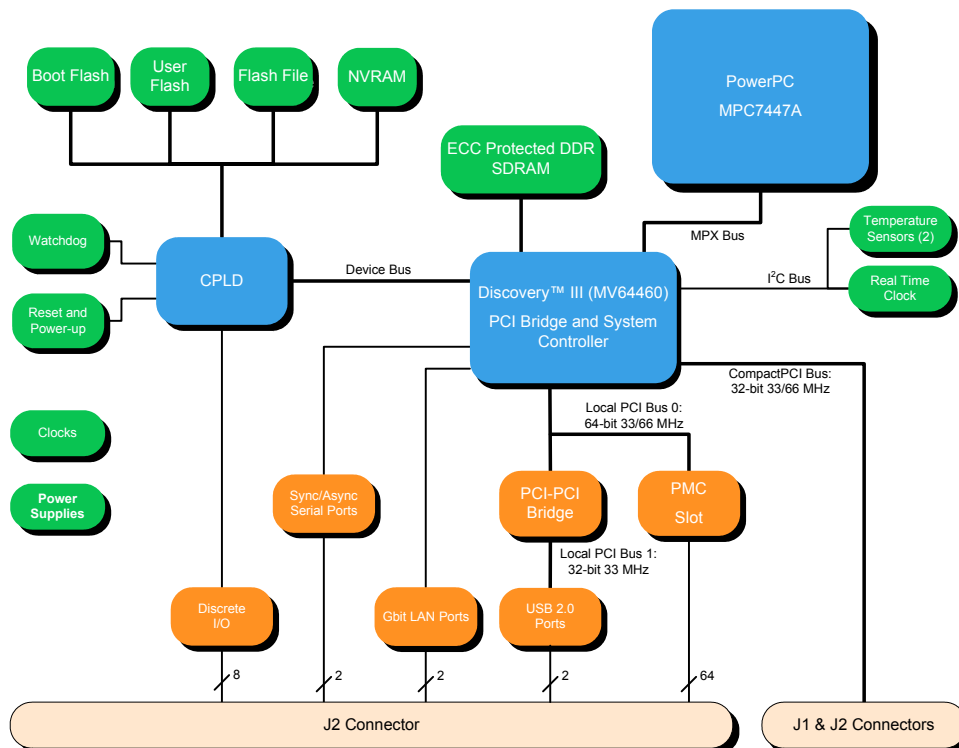 Boot Flash
User
Flash
Flash File
NVRAM
PowerPC
MPC7447A
ECC Protected DDR
SDRAM
Watchdog
CPLD
Device Bus
MPX Bus
Temperature
Sensors (2)
I²C Bus
Real Time
Clock
Discovery™ III (MV64460)
PCI Bridge and System
Controller
Reset and
Power-up
CompactPCI Bus:
32-bit 33/66 MHz
Local PCI Bus 0:
64-bit 33/66 MHz
Clocks
Power
Supplies
Sync/Async
Serial Ports
PCI-PCI
Bridge
PMC
Slot
Local PCI Bus 1:
32-bit 33 MHz
Discrete
I/O
Gbit LAN Ports
USB 2.0
Ports
8
2
2
2
64
J2 Connector
J1 & J2 Connectors